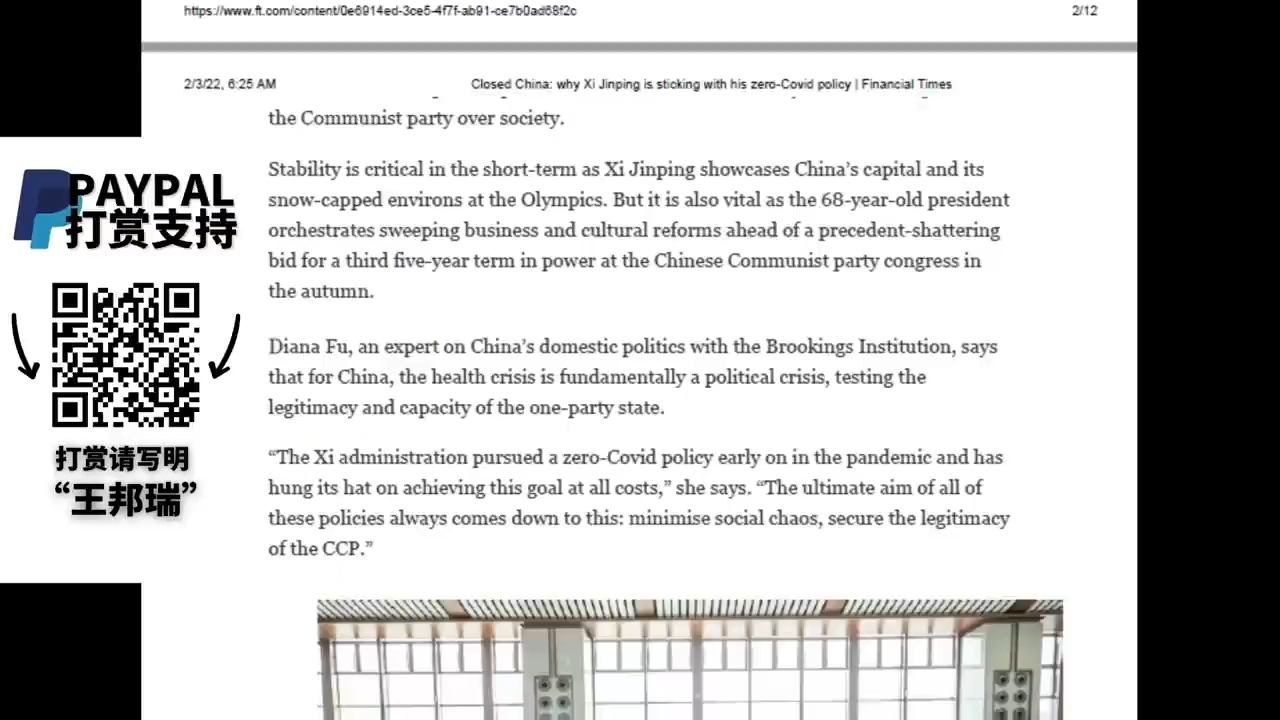 https://www.ft.com/content/0e6914ed-3ce5-4f7f-ab91-ce7b0ad68f2c
2/12
2/3/22, 6:25 AM
Closed China: why Xi Jinping is sticking with his zero-Covid policy | Financial Times
the Communist party over society.
Stability is critical in the short-term as Xi Jinping showcases China’s capital and its
snow-capped environs at the Olympics. But it is also vital as the 68-year-old president
orchestrates sweeping business and cultural reforms ahead of a precedent-shattering
bid for a third five-year term in power at the Chinese Communist party congress in
the autumn.
Diana Fu, an expert on China’s domestic politics with the Brookings Institution, says
that for China, the health crisis is fundamentally a political crisis, testing the
legitimacy and capacity of the one-party state.
“The Xi administration pursued a zero-Covid policy early on in the pandemic and has
hung its hat on achieving this goal at all costs,” she says. “The ultimate aim of all of
these policies always comes down to this: minimise social chaos, secure the legitimacy
of the CCP.”
PAYPAL
打赏支持
打赏请写明
“王邦瑞”